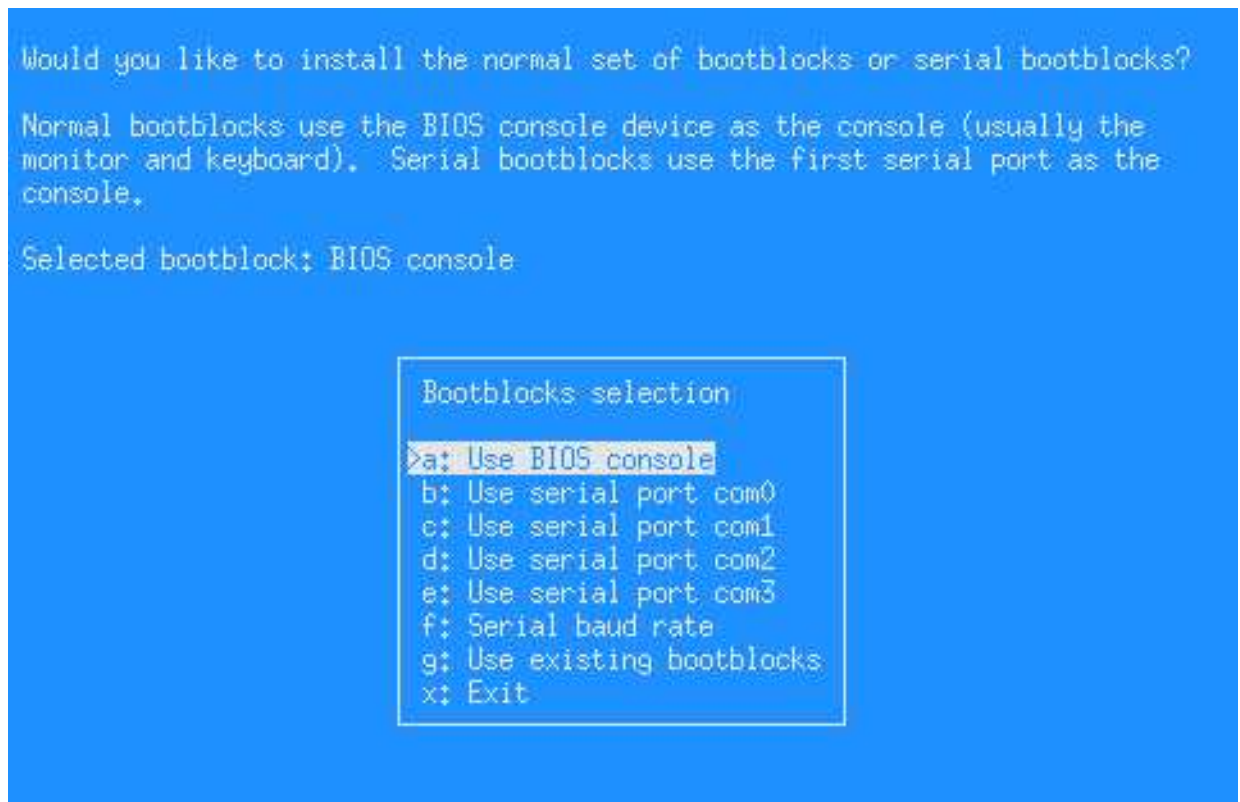 Would you like to install the normal set of bootblocks or serial bootblocks?
Normal bootblocks use the BIOS console device as the console (usually the
monitor and keyboard).  Serial bootblocks use the first serial port as the
console.
Selected bootblock: BIOS console
Bootblocks selection
>a: Use BIOS console
b: Use serial port com0
c: Use serial port com1
d: Use serial port com2
e: Use serial port com3
f: Serial baud rate
g: Use existing bootblocks
x: Exit